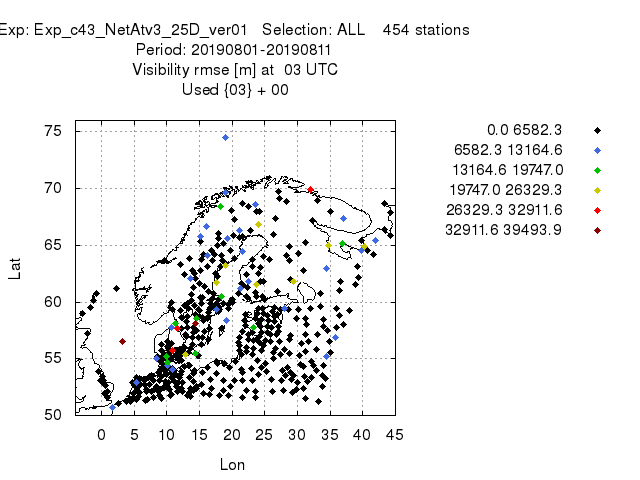 Exp: Exp_c43_NetAtv3_25D_ver01 Selection: ALL 454 stations
Period: 20190801-20190811
Visibility rmse [m] at 03 UTC
Used {03} + 00
0.0 6582.3
6582.3 13164.6
13164.6 19747.0
19747.0 26329.3
26329.3 32911.6
32911.6 39493.9
75
70
65
60
55
50
Lat
0 5 10 15 20 25 30 35 40 45
Lon